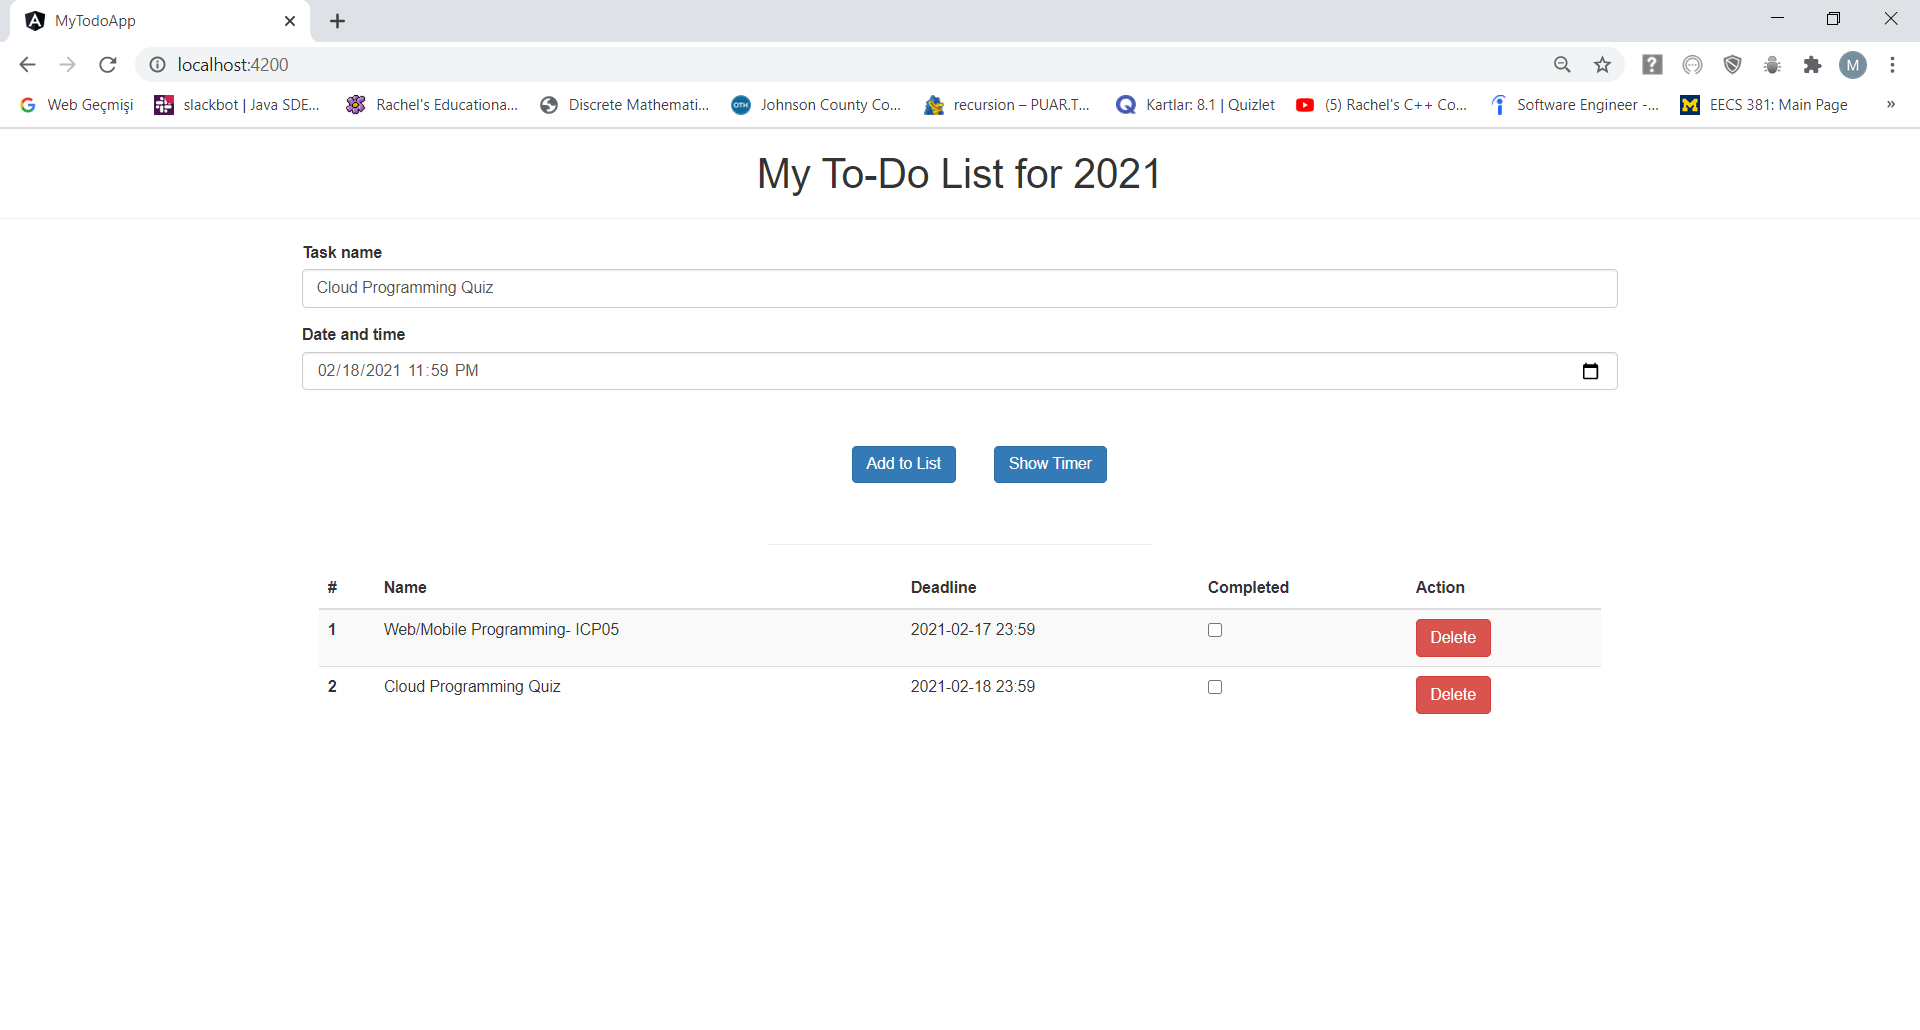 MyTodoApp
localhost:4200
M
Web Geçmişi slackbot | Java SDE... Rachel's Educationa... Discrete Mathemati... OTH Johnson County Co... recursion – PUAR.T... Kartlar: 8.1 | Quizlet (5) Rachel's C++ Co... Software Engineer -... EECS 381: Main Page »
My To-Do List for 2021
Task name
Cloud Programming Quiz
Date and time
02/18/2021 11:59 PM
Add to List Show Timer
# Name Deadline Completed Action
1 Web/Mobile Programming- ICP05 2021-02-17 23:59 Delete
2 Cloud Programming Quiz 2021-02-18 23:59 Delete